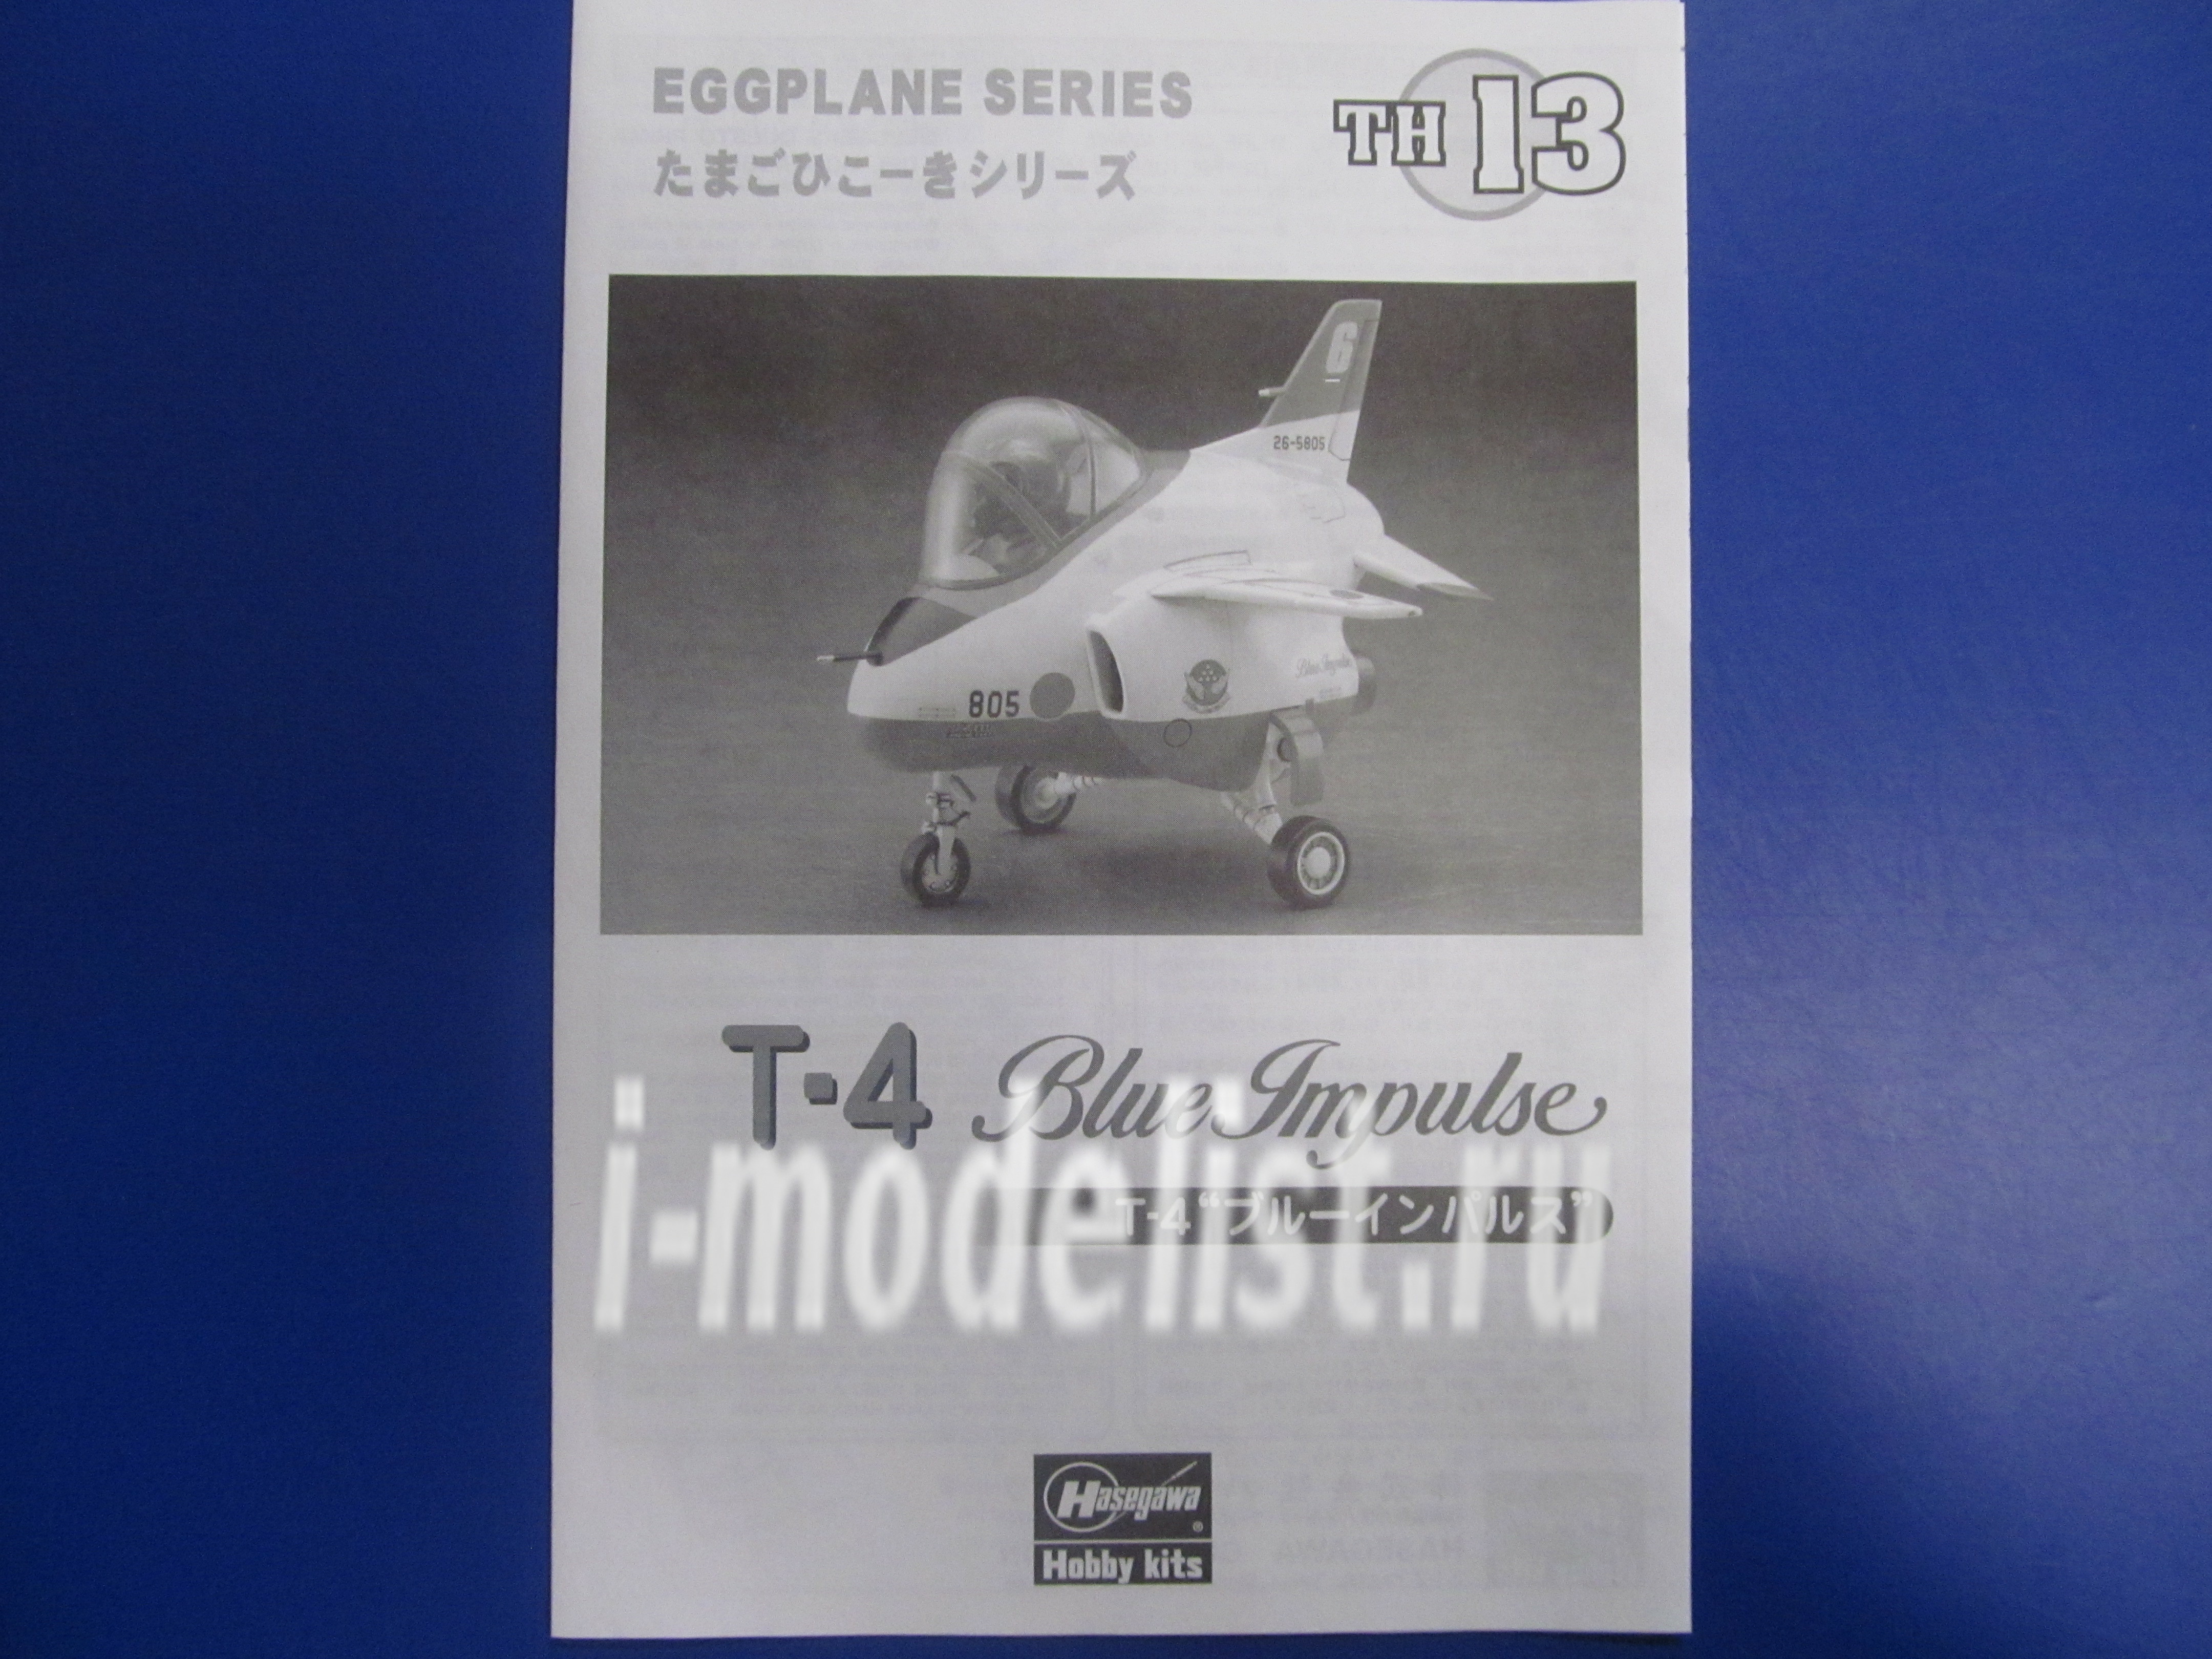 EGGPLANE SERIES
たまごひこーきシリーズ
TH 13
6
26-5805
Blue Impulse
805
T-4 Blue Impulse
T-4 “ブルーインパルス”
i-modelist.ru
Hasegawa
®
Hobby kits